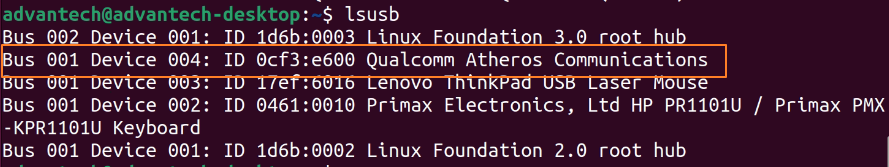 advantech@advantech-desktop:~$ lsusb
Bus 002 Device 001: ID 1d6b:0003 Linux Foundation 3.0 root hub
Bus 001 Device 004: ID 0cf3:e600 Qualcomm Atheros Communications
Bus 001 Device 003: ID 17ef:6016 Lenovo ThinkPad USB Laser Mouse
Bus 001 Device 002: ID 0461:0010 Primax Electronics, Ltd HP PR1101U / Primax PMX
-KPR1101U Keyboard
Bus 001 Device 001: ID 1d6b:0002 Linux Foundation 2.0 root hub